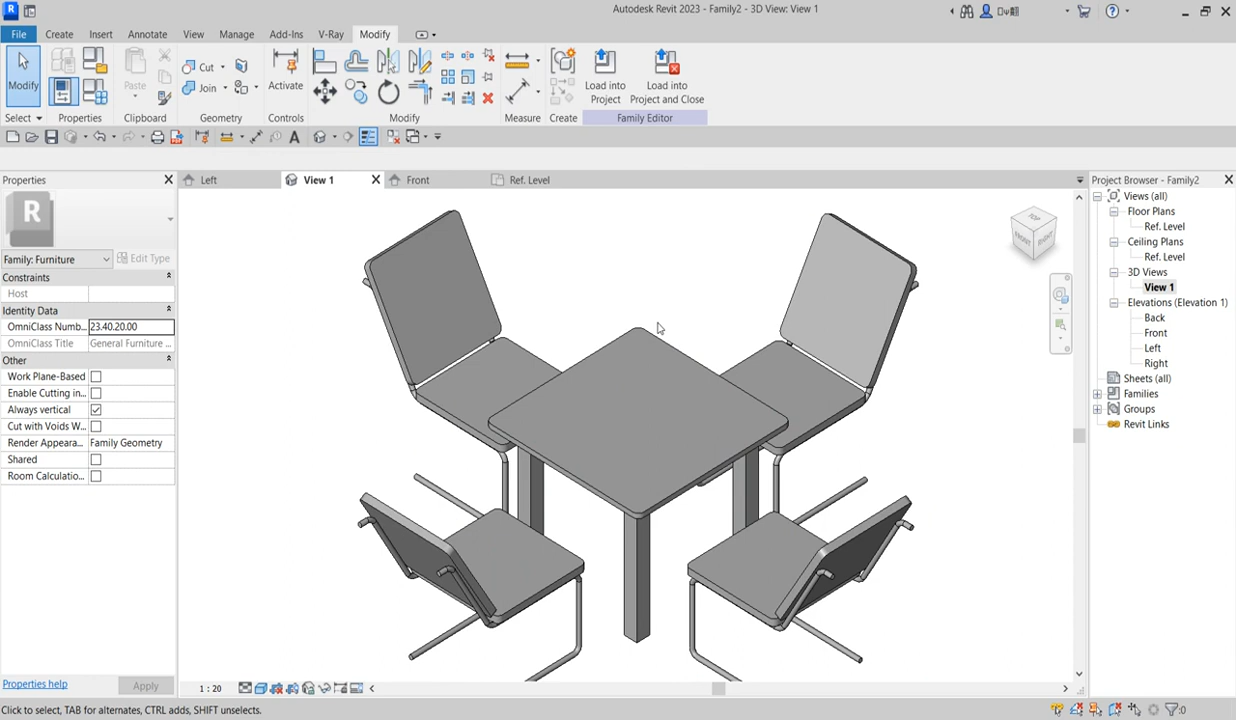 R
Autodesk Revit 2023 - Family2 - 3D View: View 1
File Create Insert Annotate View Manage Add-Ins V-Ray Modify
Modify
Paste
Cut
Join
Activate
Load into
Project
Load into
Project and Close
Select Properties Clipboard Geometry Controls Modify Measure Create Family Editor
A
Properties
Left
View 1
Front
Ref. Level
Project Browser - Family2
R
Family: Furniture
Edit Type
Constraints
Host
Identity Data
OmniClass Numb... 23.40.20.00
OmniClass Title General Furniture ...
Other
Work Plane-Based
Enable Cutting in...
Always vertical
Cut with Voids W...
Render Appeara... Family Geometry
Shared
Room Calculatio...
Properties help
Apply
TOP
FRONT
RIGHT
Views (all)
Floor Plans
Ref. Level
Ceiling Plans
Ref. Level
3D Views
View 1
Elevations (Elevation 1)
Back
Front
Left
Right
Sheets (all)
Families
Groups
Revit Links
1 : 20
Click to select, TAB for alternates, CTRL adds, SHIFT unselects.
:0